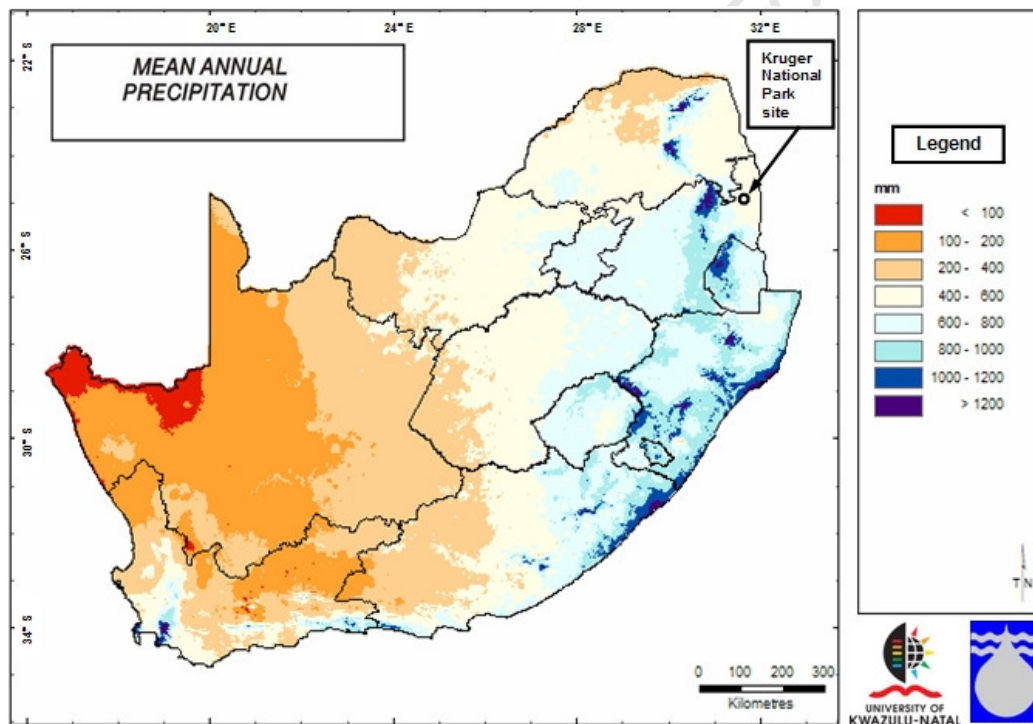 20° E
24° E
28° E
32° E
22° S
26° S
30° S
34° S
MEAN ANNUAL
PRECIPITATION
Kruger
National
Park
site
Legend
mm
< 100
100 - 200
200 - 400
400 - 600
600 - 800
800 - 1000
1000 - 1200
> 1200
0 100 200 300
Kilometres
T N
UNIVERSITY OF
KWAZULU-NATAL